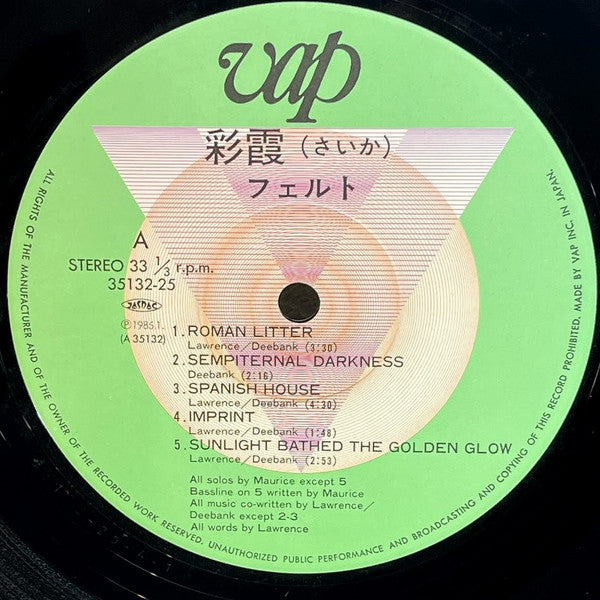 vap
彩霞(さいか)
フェルト
A
STEREO 33 1/3 r.p.m.
35132-25
JASRAC
Ⓟ1985.1.
(A 35132)
1. ROMAN LITTER
Lawrence/Deebank (3:30)
2. SEMPITERNAL DARKNESS
Deebank (2:16)
3. SPANISH HOUSE
Lawrence/Deebank (4:30)
4. IMPRINT
Lawrence/Deebank (1:48)
5. SUNLIGHT BATHED THE GOLDEN GLOW
Lawrence/Deebank (2:53)
All solos by Maurice except 5
Bassline on 5 written by Maurice
All music co-written by Lawrence/
Deebank except 2-3
All words by Lawrence
ALL RIGHTS OF THE MANUFACTURER AND OF THE OWNER OF THE RECORDED WORK RESERVED. UNAUTHORIZED PUBLIC PERFORMANCE AND BROADCASTING AND COPYING OF THIS RECORD PROHIBITED. MADE BY VAP INC. IN JAPAN.